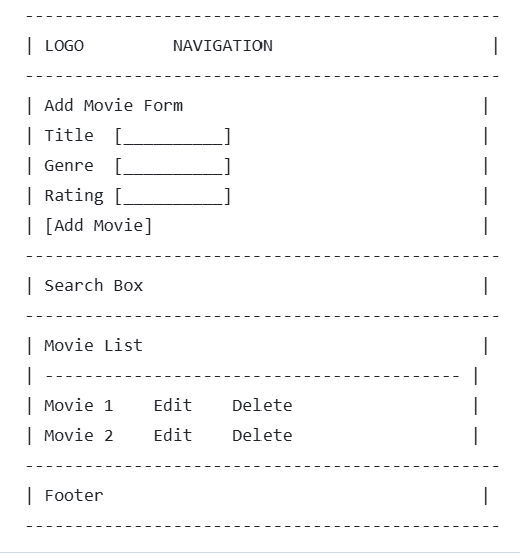 ------------------------------------------------
| LOGO         NAVIGATION                      |
------------------------------------------------
| Add Movie Form                              |
| Title  [__________]                         |
| Genre  [__________]                         |
| Rating [__________]                         |
| [Add Movie]                                 |
------------------------------------------------
| Search Box                                  |
------------------------------------------------
| Movie List                                  |
| ------------------------------------------ |
| Movie 1    Edit    Delete                  |
| Movie 2    Edit    Delete                  |
------------------------------------------------
| Footer                                      |
------------------------------------------------